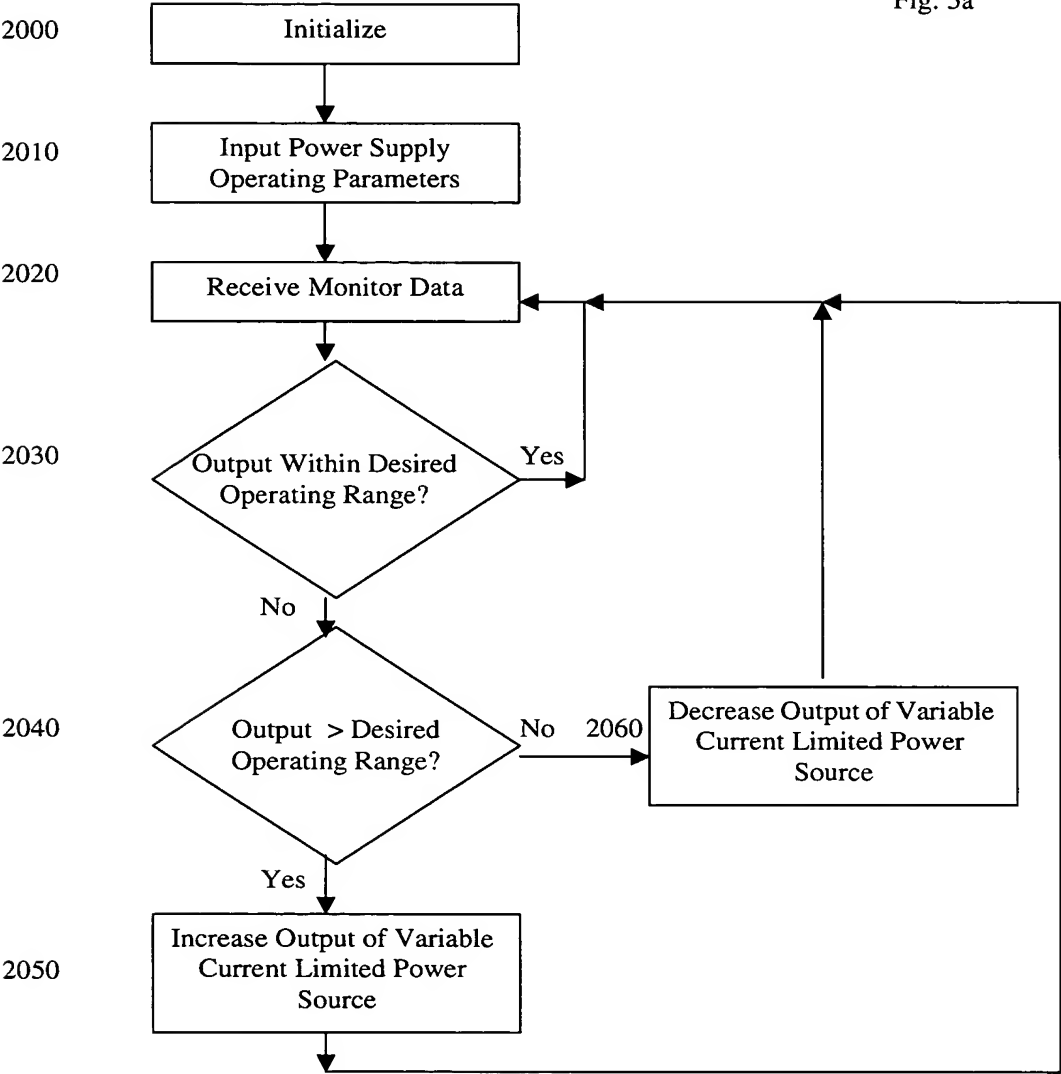 Fig. 5a
2000
Initialize
2010
Input Power Supply
Operating Parameters
2020
Receive Monitor Data
2030
Output Within Desired
Operating Range?
Yes
No
2040
Output > Desired
Operating Range?
No
2060
Decrease Output of Variable
Current Limited Power
Source
Yes
2050
Increase Output of Variable
Current Limited Power
Source